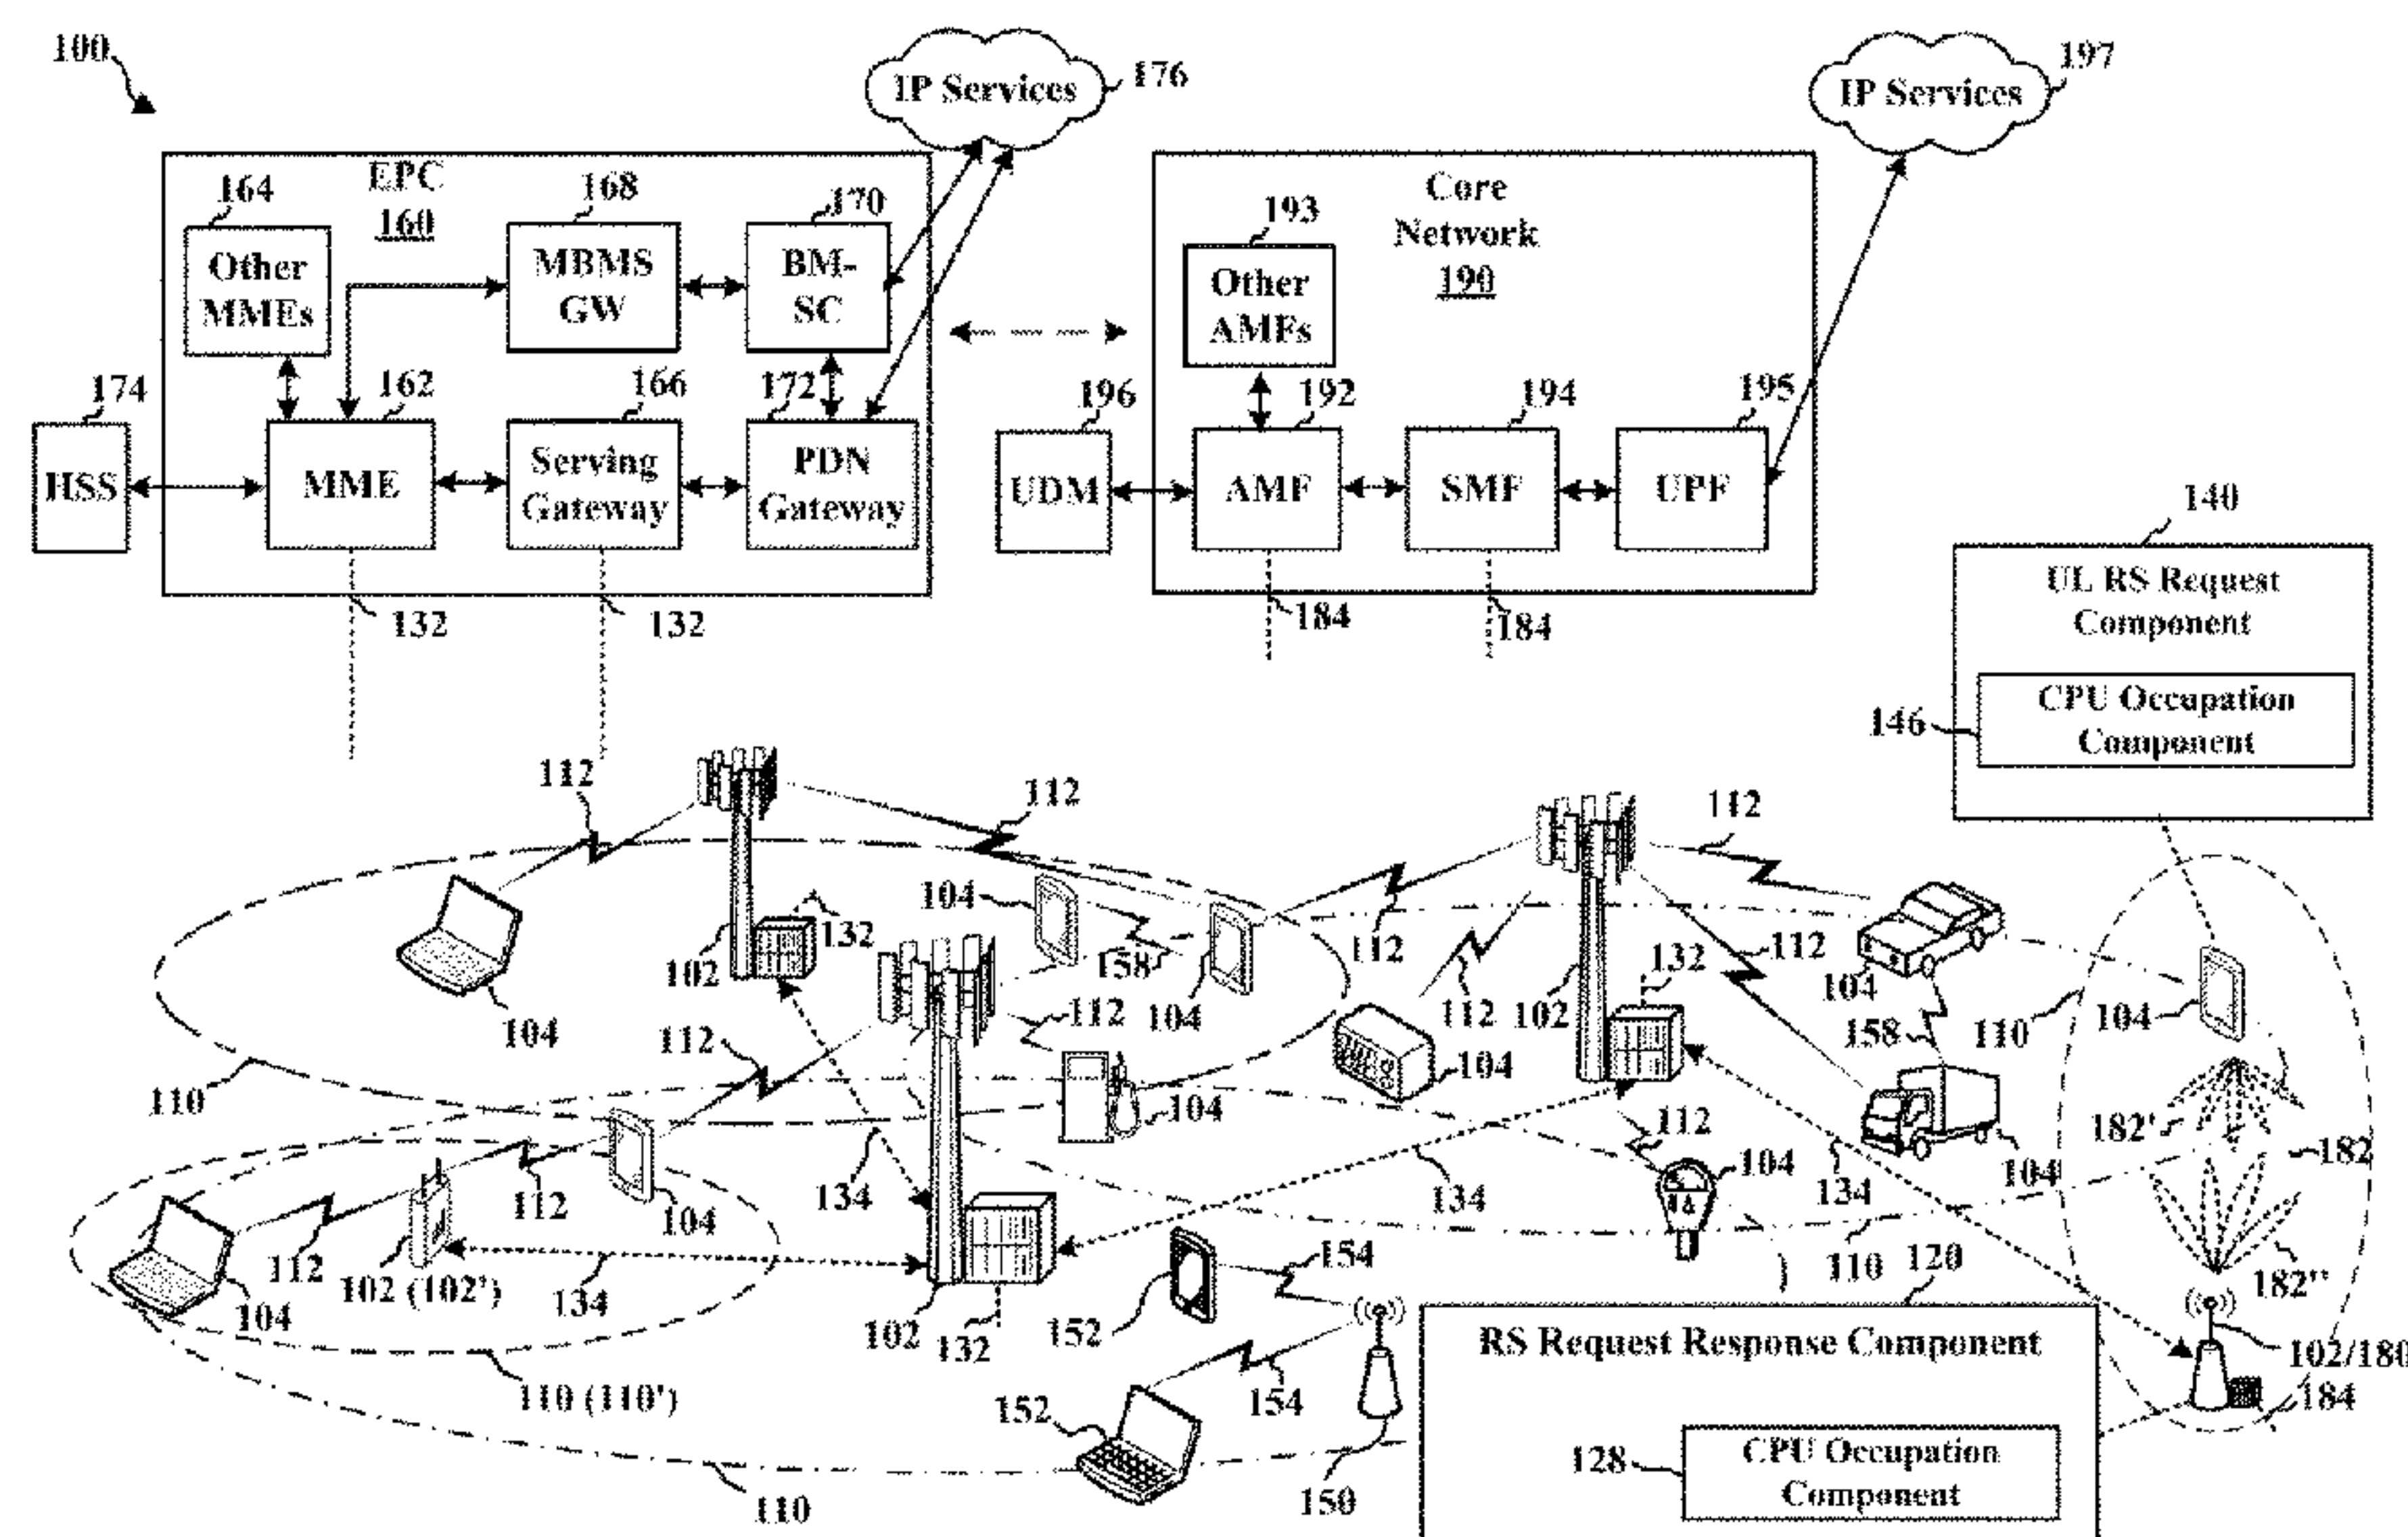 100
IP Services
176
IP Services
197
EPC
160
164
168
170
Other
MMEs
MBMS
GW
BM-
SC
Core
Network
190
193
Other
AMFs
174
162
166
172
196
192
194
195
HSS
MME
Serving
Gateway
PDN
Gateway
UDM
AMF
SMF
UPF
132
132
184
184
140
UL RS Request
Component
146
CPU Occupation
Component
112
112
112
112
104
132
102
158
104
112
112
102
132
112
104
158
110
104
104
112
112
104
104
110
112
104
182'
182
104
112
104
134
134
134
112
112
104
102 (102')
104
134
102
132
154
152
110
120
182"
110 (110')
152
154
150
102/180
184
110
RS Request Response Component
128
CPU Occupation
Component